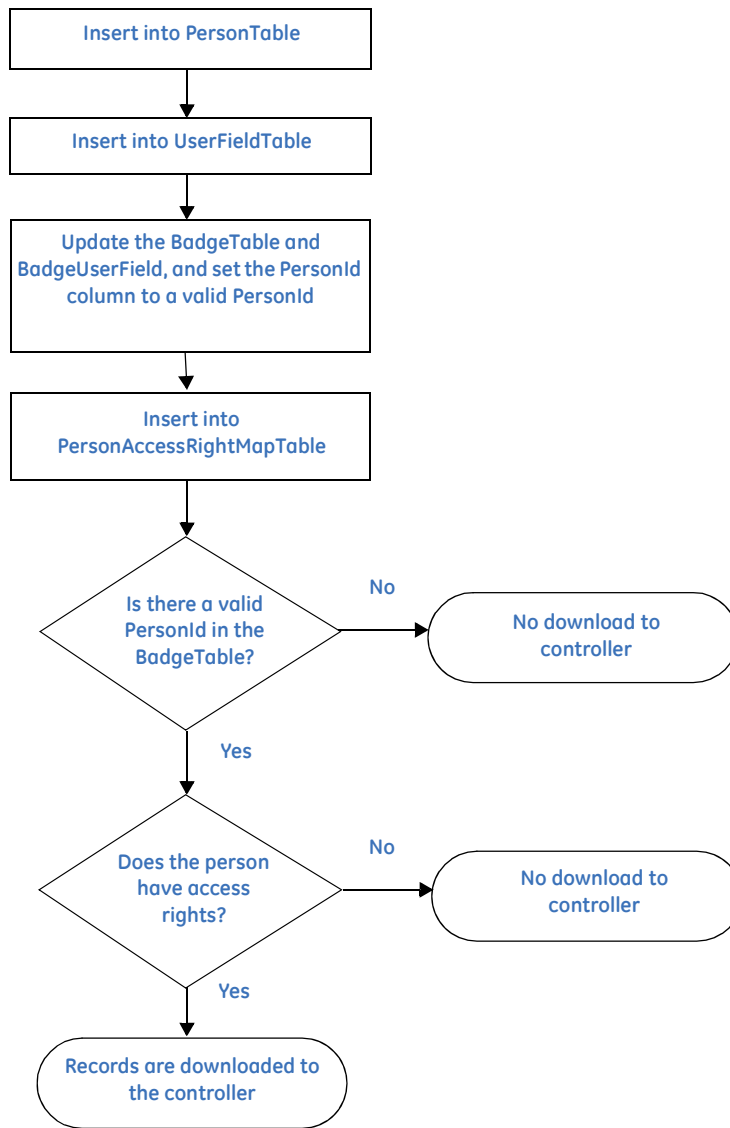 Insert into PersonTable
Insert into UserFieldTable
Update the BadgeTable and
BadgeUserField, and set the PersonId
column to a valid PersonId
Insert into
PersonAccessRightMapTable
Is there a valid
PersonId in the
BadgeTable?
No
No download to
controller
Yes
Does the person
have access
rights?
No
No download to
controller
Yes
Records are downloaded to
the controller